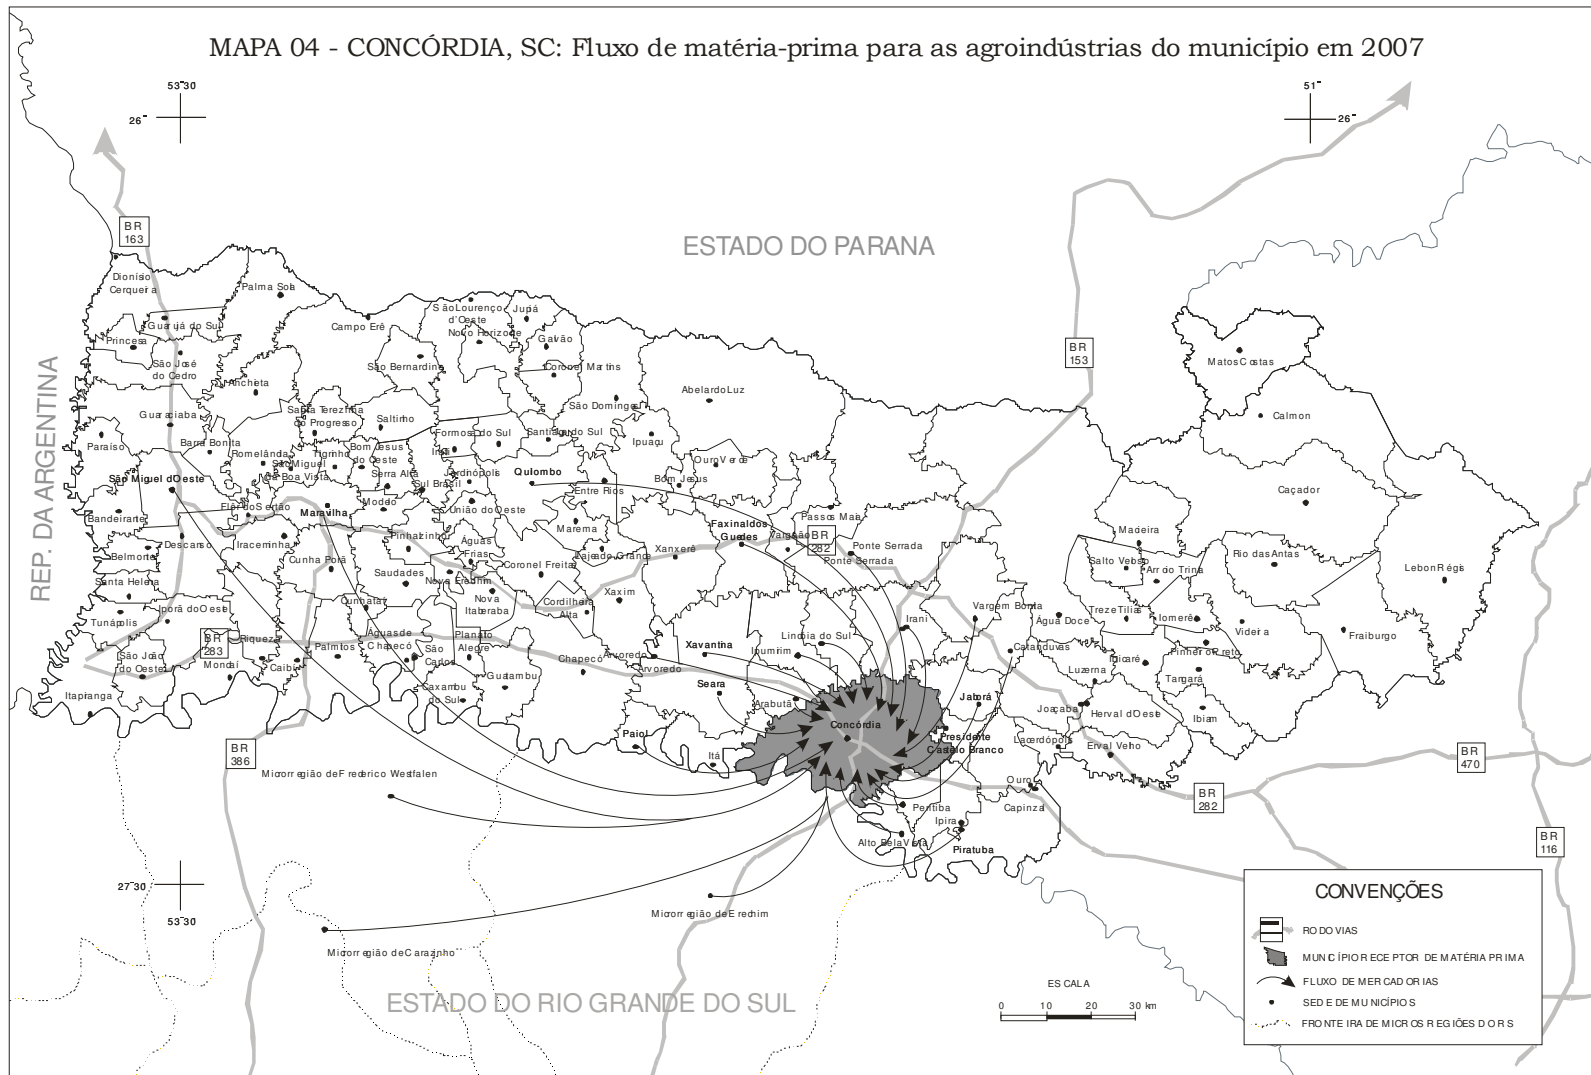 MAPA 04 - CONCÓRDIA, SC: Fluxo de matéria-prima para as agroindústrias do município em 2007
53 30
26
51
26
BR
163
ESTADO DO PARANA
REP. DA ARGENTINA
BR
153
Dionísio
Cerqueira
Palma Sola
Guarujá do Sul
Campo Erê
São Lourenço
d'Oeste
Jupiá
Novo Horizonte
Galvão
Princesa
São José
do Cedro
São Bernardino
Coronel Martins
Matos Costas
Anchieta
Abelardo Luz
São Domingos
Calmon
Guaraciaba
Santa Terezinha
do Progresso
Saltinho
Formosa do Sul
Santiago do Sul
Ipuaçu
Paraíso
Barra Bonita
Romelândia
São Miguel
da Boa Vista
Tigrinho
Bom Jesus
do Oeste
Irati
Ouro Verde
São Miguel d'Oeste
Serra Alta
Sul Brasil
Jardinópolis
Quilombo
Bom Jesus
Entre Rios
Caçador
Bandeirante
Flor do Sertão
Maravilha
Modelo
União do Oeste
Marema
Faxinal dos
Guedes
Passos Maia
Vargeão
BR
282
Madeira
Descanso
Iraceminha
Pinhalzinho
Águas
Frias
Lajeado Grande
Xanxerê
Ponte Serrada
Ponte Serrada
Belmonte
Cunha Porã
Saudades
Nova Erechim
Coronel Freitas
Salto Veloso
Arroio Trinta
Rio das Antas
Lebon Régis
Santa Helena
Nova
Itaberaba
Xaxim
Cordilheira
Alta
Tunápolis
Iporã do Oeste
Cunhataí
Vargem Bonita
Água Doce
Treze Tílias
Iomerê
Videira
Fraiburgo
São João
do Oeste
BR
283
Riqueza
Mondaí
Caibi
Palmitos
Águas de
Chapecó
São
Carlos
Planalto
Alegre
Chapecó
Arvoredo
Arvoredo
Xavantina
Lindóia do Sul
Ipumirim
Irani
Catanduvas
Luzerna
Ibicaré
Pinheiro Preto
Tangará
Itapiranga
Caxambu
do Sul
Guatambu
Seara
Arabutã
Jaborá
Joaçaba
Herval d'Oeste
Ibiam
Concórdia
Presidente
Castelo Branco
Lacerdópolis
Erval Velho
Paial
Itá
BR
386
BR
470
Microrregião de Frederico Westfalen
Ouro
Capinzal
BR
282
Peritiba
Ipira
Alto Bela Vista
Piratuba
BR
116
27 30
53 30
Microrregião de Erechim
Microrregião de Carazinho
ESTADO DO RIO GRANDE DO SUL
ESCALA
0 10 20 30 km
CONVENÇÕES
RODOVIAS
MUNICÍPIO RECEPTOR DE MATÉRIA PRIMA
FLUXO DE MERCADORIAS
SEDE DE MUNICÍPIOS
FRONTEIRA DE MICROSREGIÕES DO RS